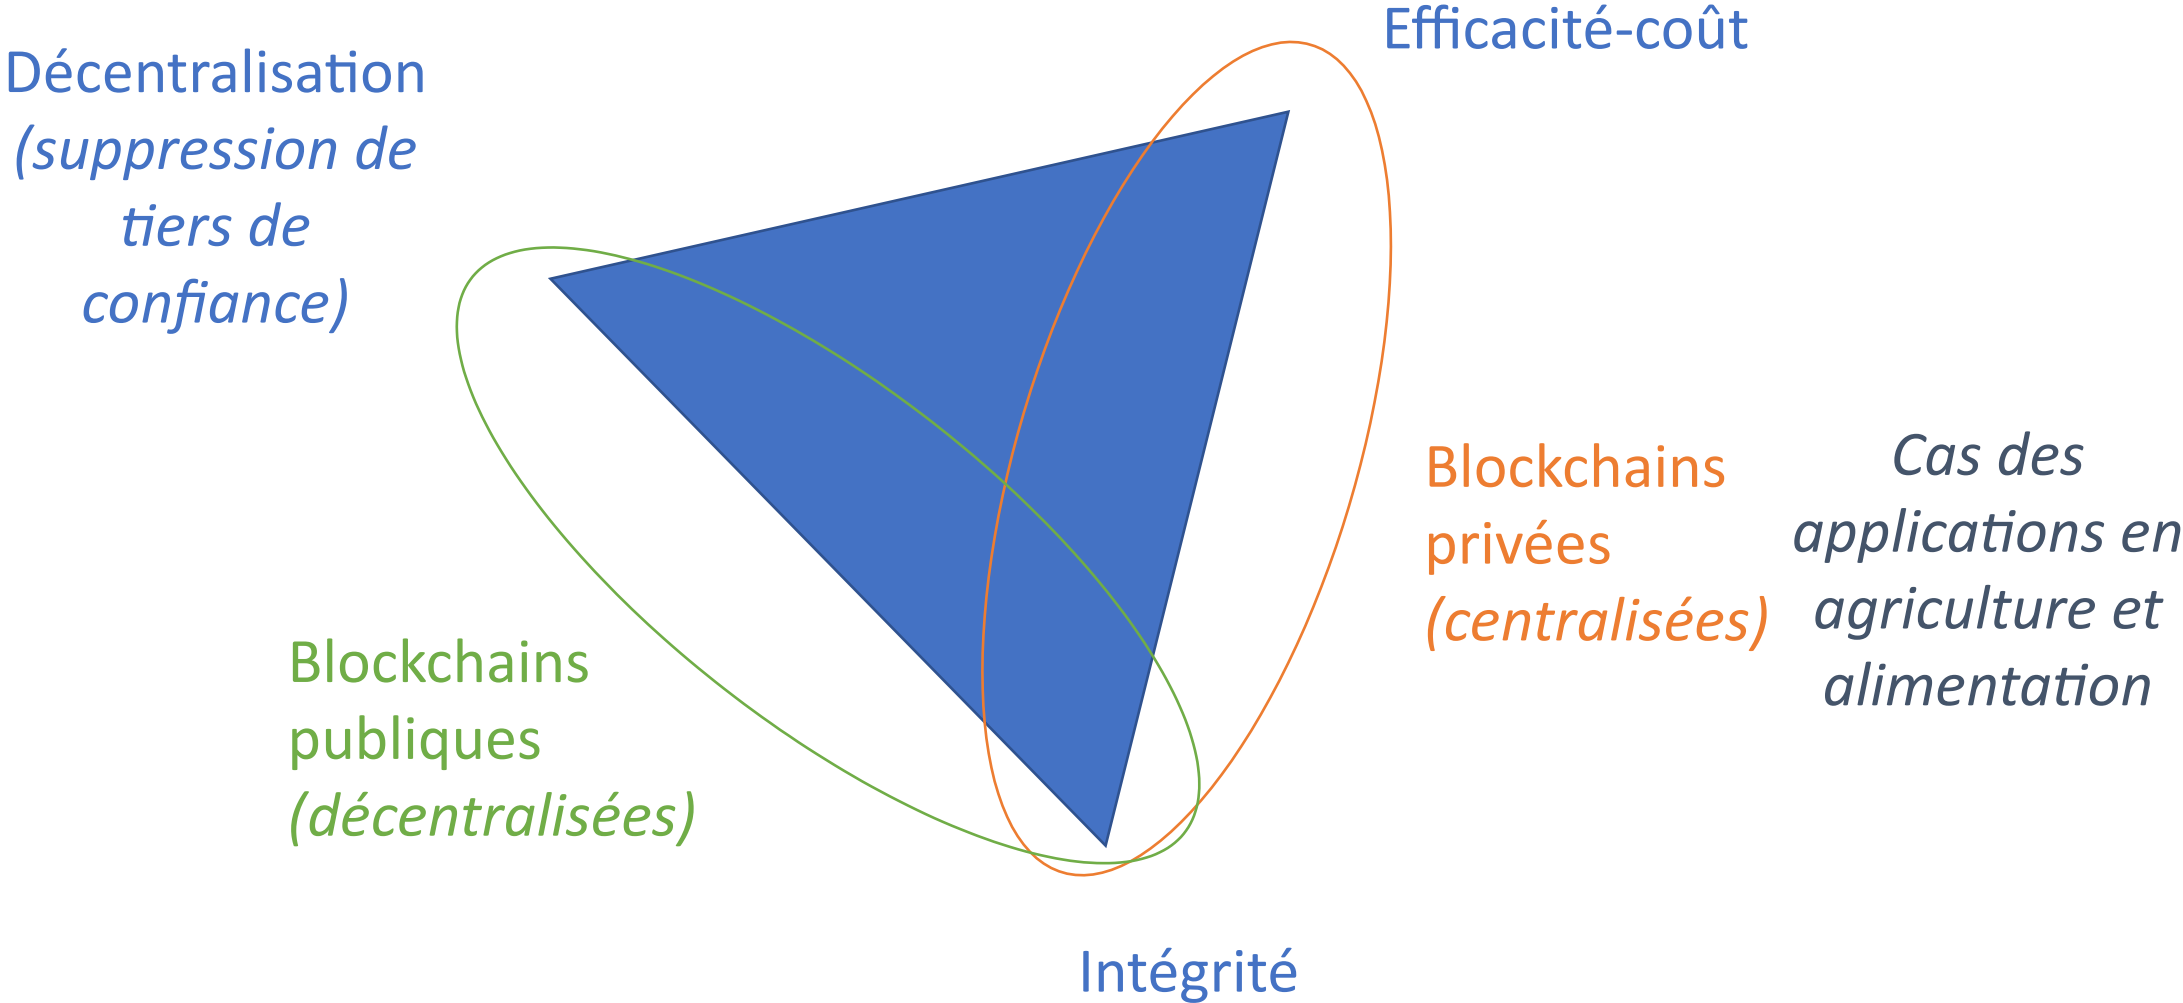 Efficacité-coût
Décentralisation
(suppression de
tiers de
confiance)
Blockchains
privées
(centralisées)
Cas des
applications en
agriculture et
alimentation
Blockchains
publiques
(décentralisées)
Intégrité